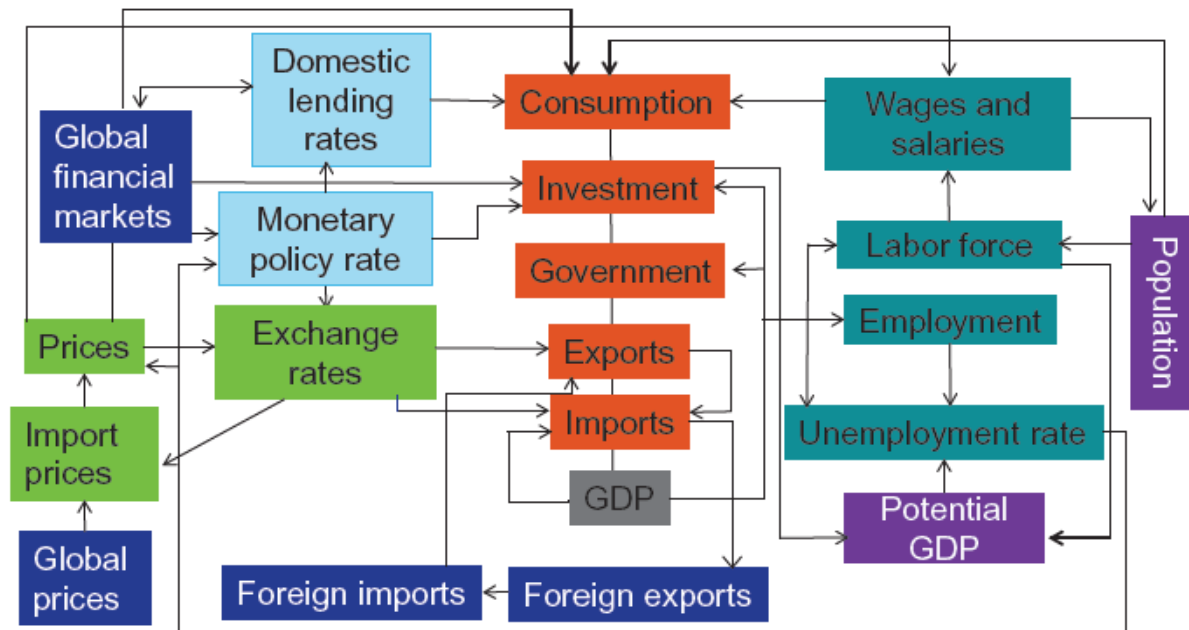 Domestic
lending
rates
Consumption
Wages and
salaries
Global
financial
markets
Investment
Monetary
policy rate
Labor force
Population
Government
Prices
Exchange
rates
Exports
Employment
Import
prices
Imports
Unemployment rate
GDP
Potential
GDP
Global
prices
Foreign imports
Foreign exports